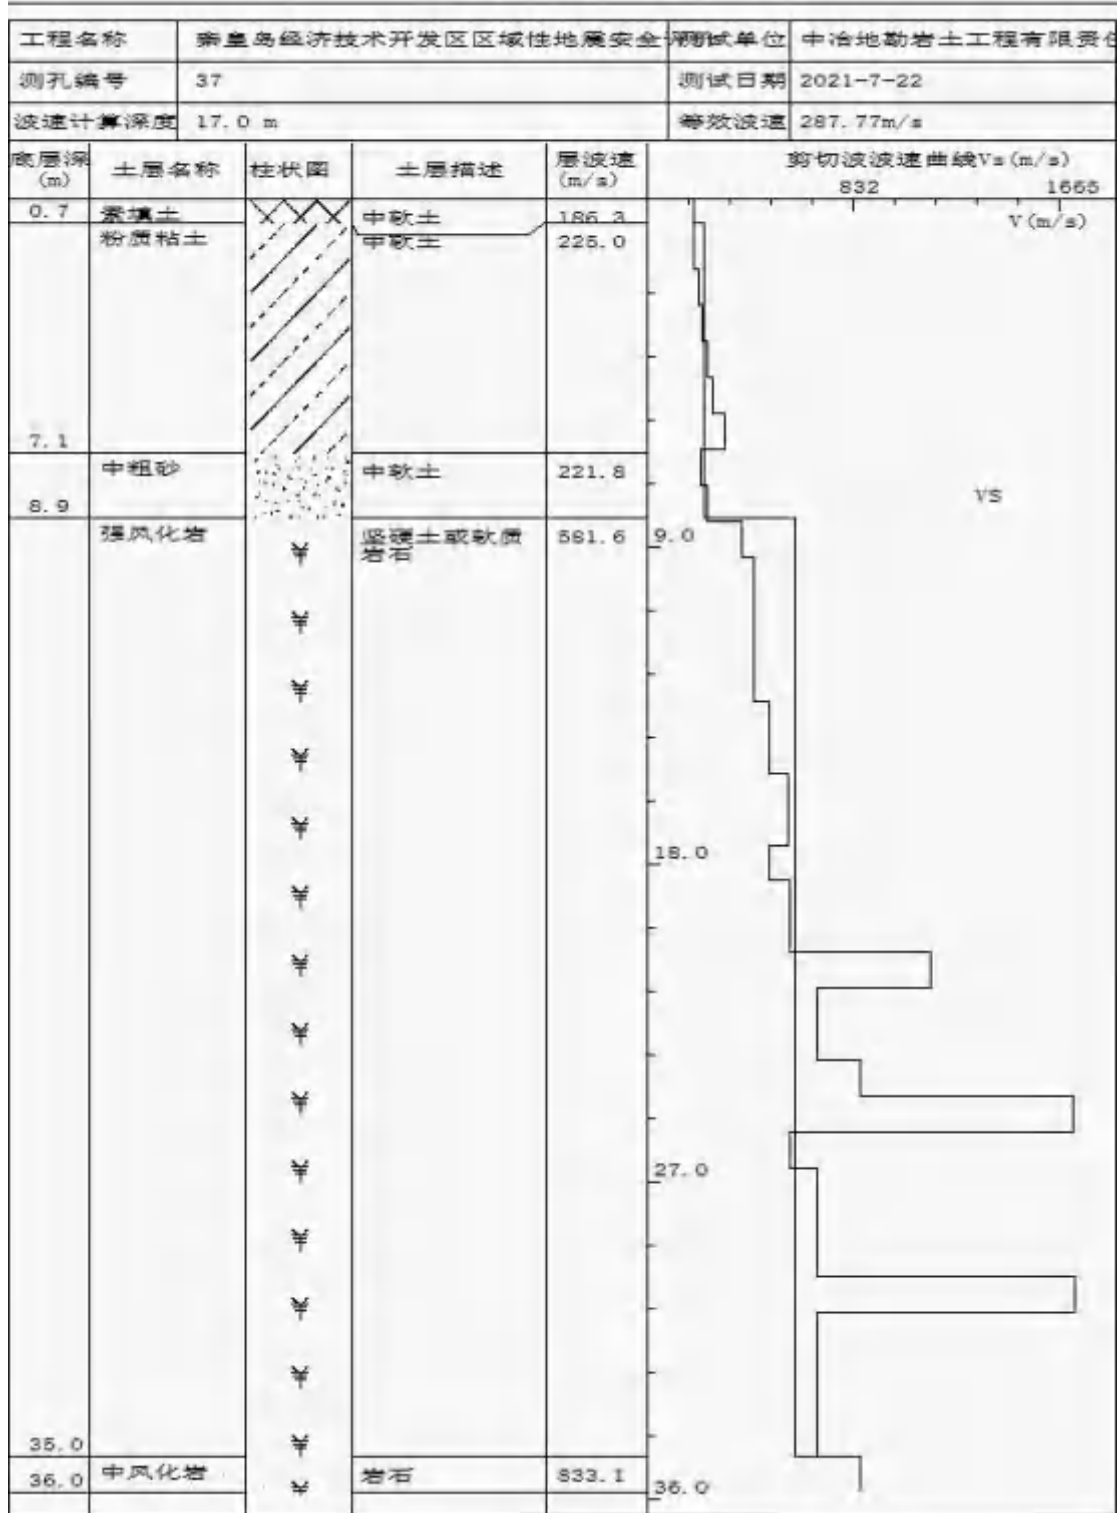 工程名称 秦皇岛经济技术开发区区域性地震安全 测试单位 中冶地勘岩土工程有限责任
测孔编号 37 测试日期 2021-7-22
波速计算深度 17.0 m 等效波速 287.77m/s
底层深(m) 土层名称 柱状图 土层描述 层波速(m/s) 剪切波波速曲线Vs(m/s)
832 1665
V(m/s)
0.7 素填土 中软土 186.3
粉质粘土 中软土 225.0
7.1
中粗砂 中软土 221.8
8.9
VS
强风化岩 坚硬土或软质岩石 581.6
9.0
18.0
27.0
35.0
中风化岩 岩石 833.1
36.0
36.0